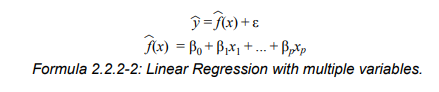 ŷ = f̂(x) + ε
f̂(x) = β₀ + β₁x₁ + ... + βₚxₚ
Formula 2.2.2-2: Linear Regression with multiple variables.